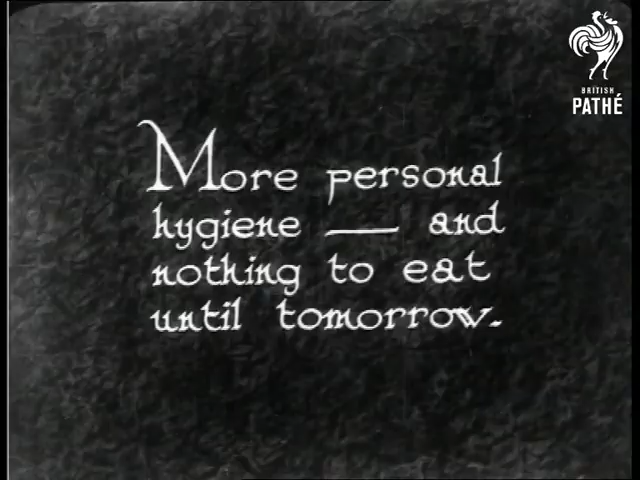 BRITISH
PATHÉ
More personal
hygiene — and
nothing to eat
until tomorrow.